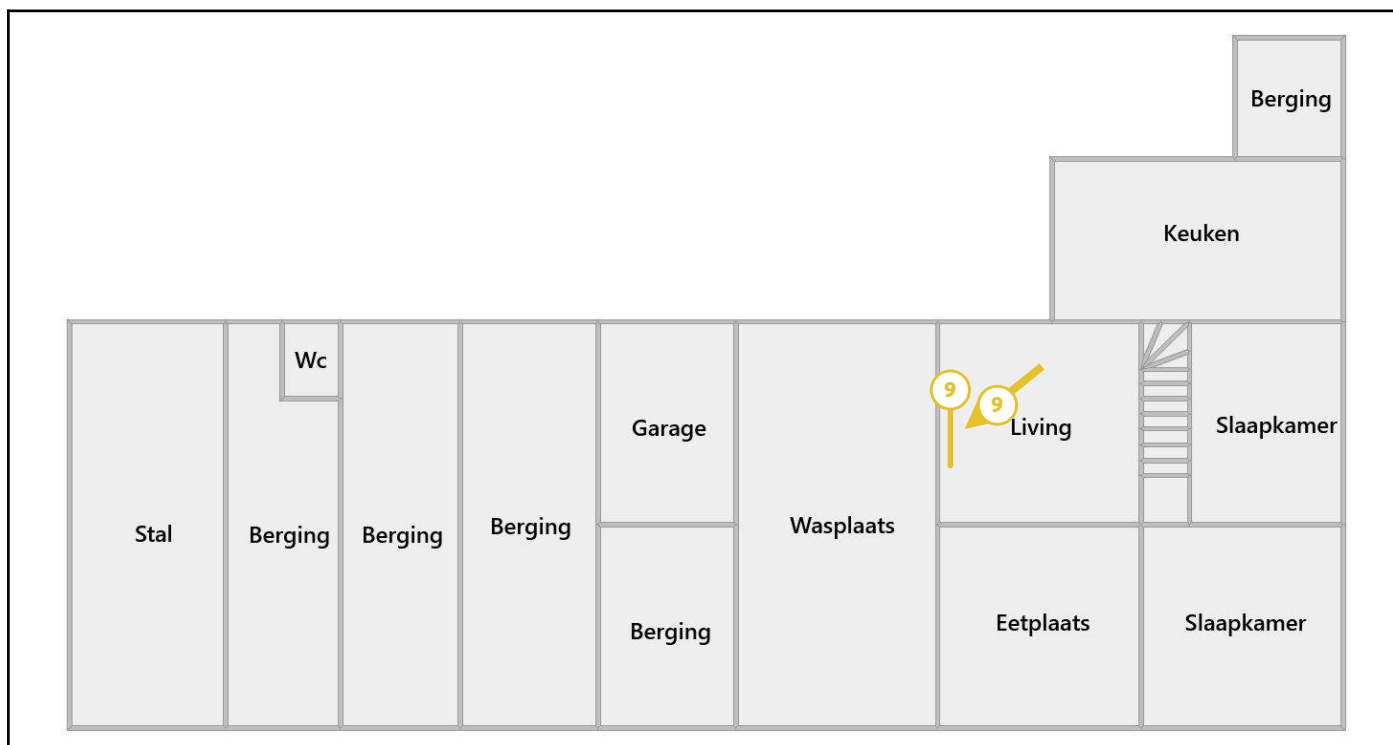 Berging
Keuken
Wc
9
9
Garage
Living
Slaapkamer
Stal
Berging
Berging
Berging
Wasplaats
Berging
Eetplaats
Slaapkamer